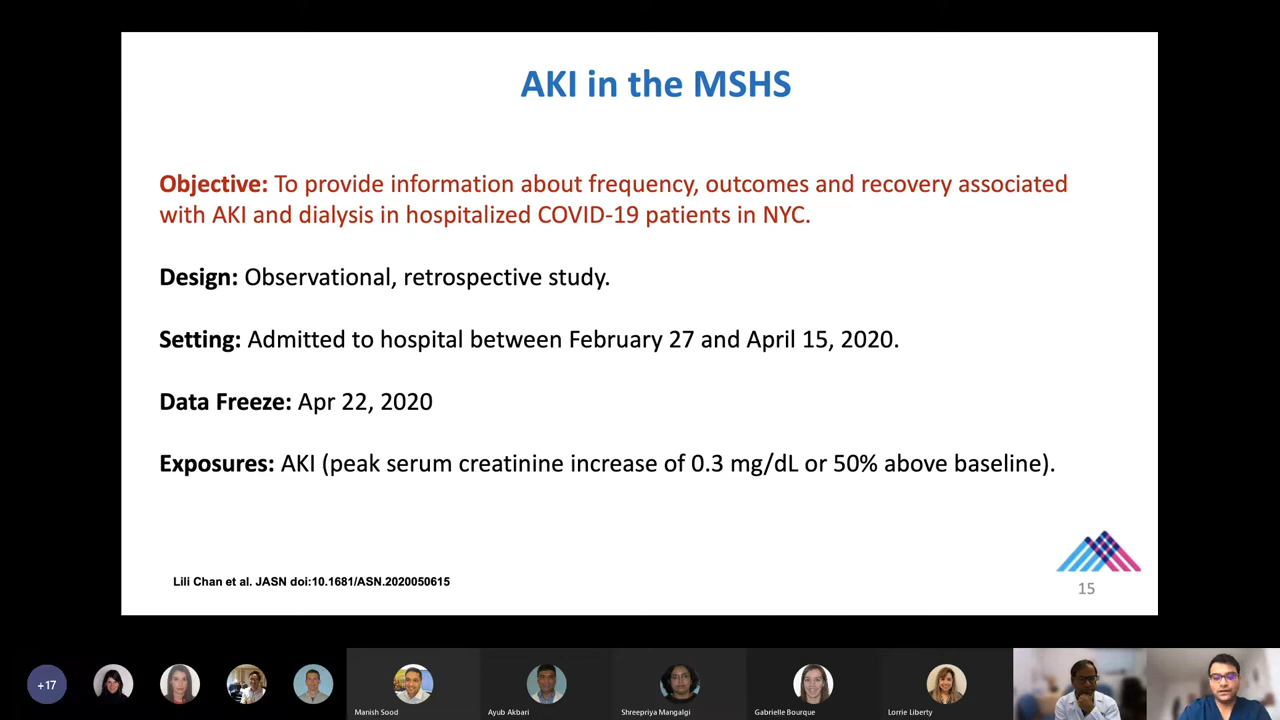 AKI in the MSHS
Objective: To provide information about frequency, outcomes and recovery associated
with AKI and dialysis in hospitalized COVID-19 patients in NYC.
Design: Observational, retrospective study.
Setting: Admitted to hospital between February 27 and April 15, 2020.
Data Freeze: Apr 22, 2020
Exposures: AKI (peak serum creatinine increase of 0.3 mg/dL or 50% above baseline).
Lili Chan et al. JASN doi:10.1681/ASN.2020050615
15
+17
Manish Sood
Ayub Akbari
Shreepriya Mangalgi
Gabrielle Bourque
Lorrie Liberty